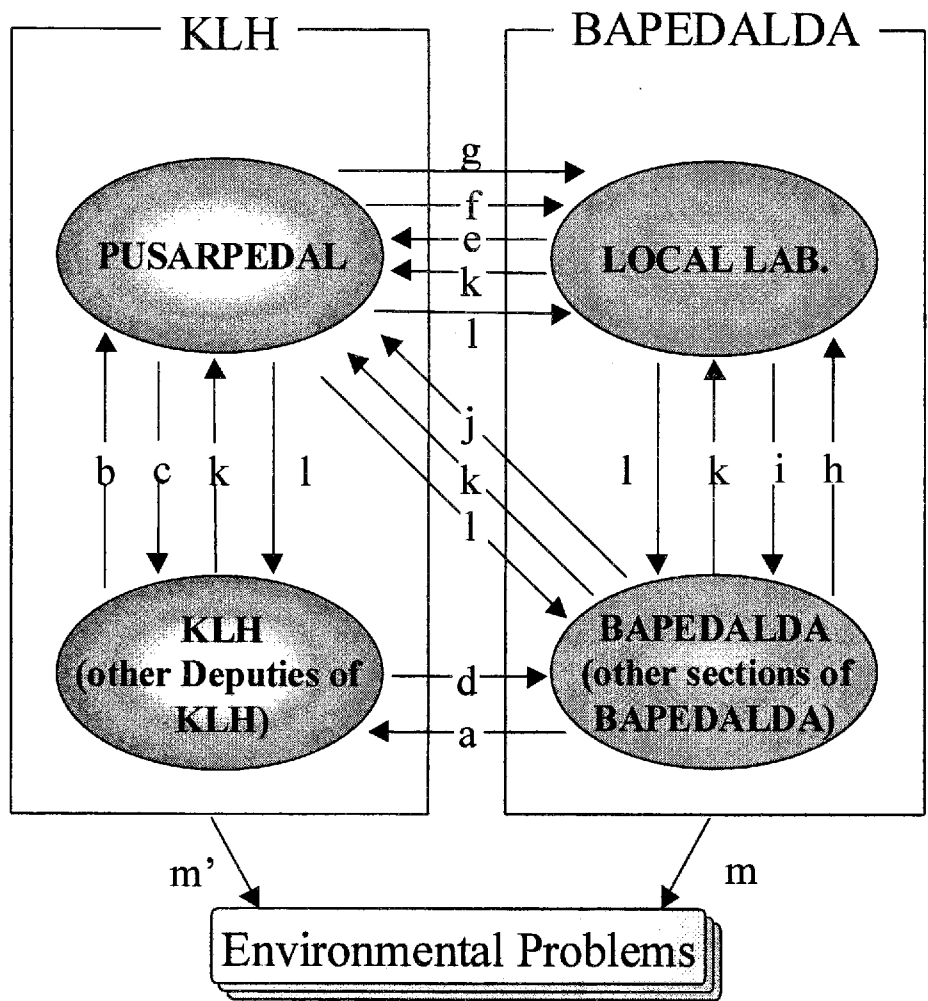 KLH
BAPEDALDA
g
f
e
k
l
PUSARPEDAL
LOCAL LAB.
j
k
l
b
c
k
l
l
k
i
h
KLH
(other Deputies of
KLH)
BAPEDALDA
(other sections of
BAPEDALDA)
d
a
m’
m
Environmental Problems